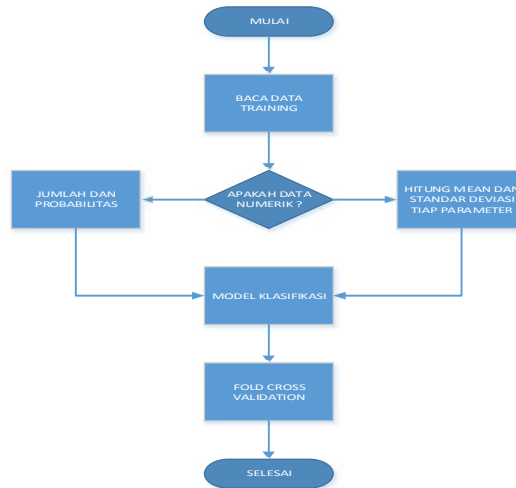 MULAI
BACA DATA
TRAINING
APAKAH DATA
NUMERIK ?
JUMLAH DAN
PROBABILITAS
HITUNG MEAN DAN
STANDAR DEVIASI
TIAP PARAMETER
MODEL KLASIFIKASI
FOLD CROSS
VALIDATION
SELESAI